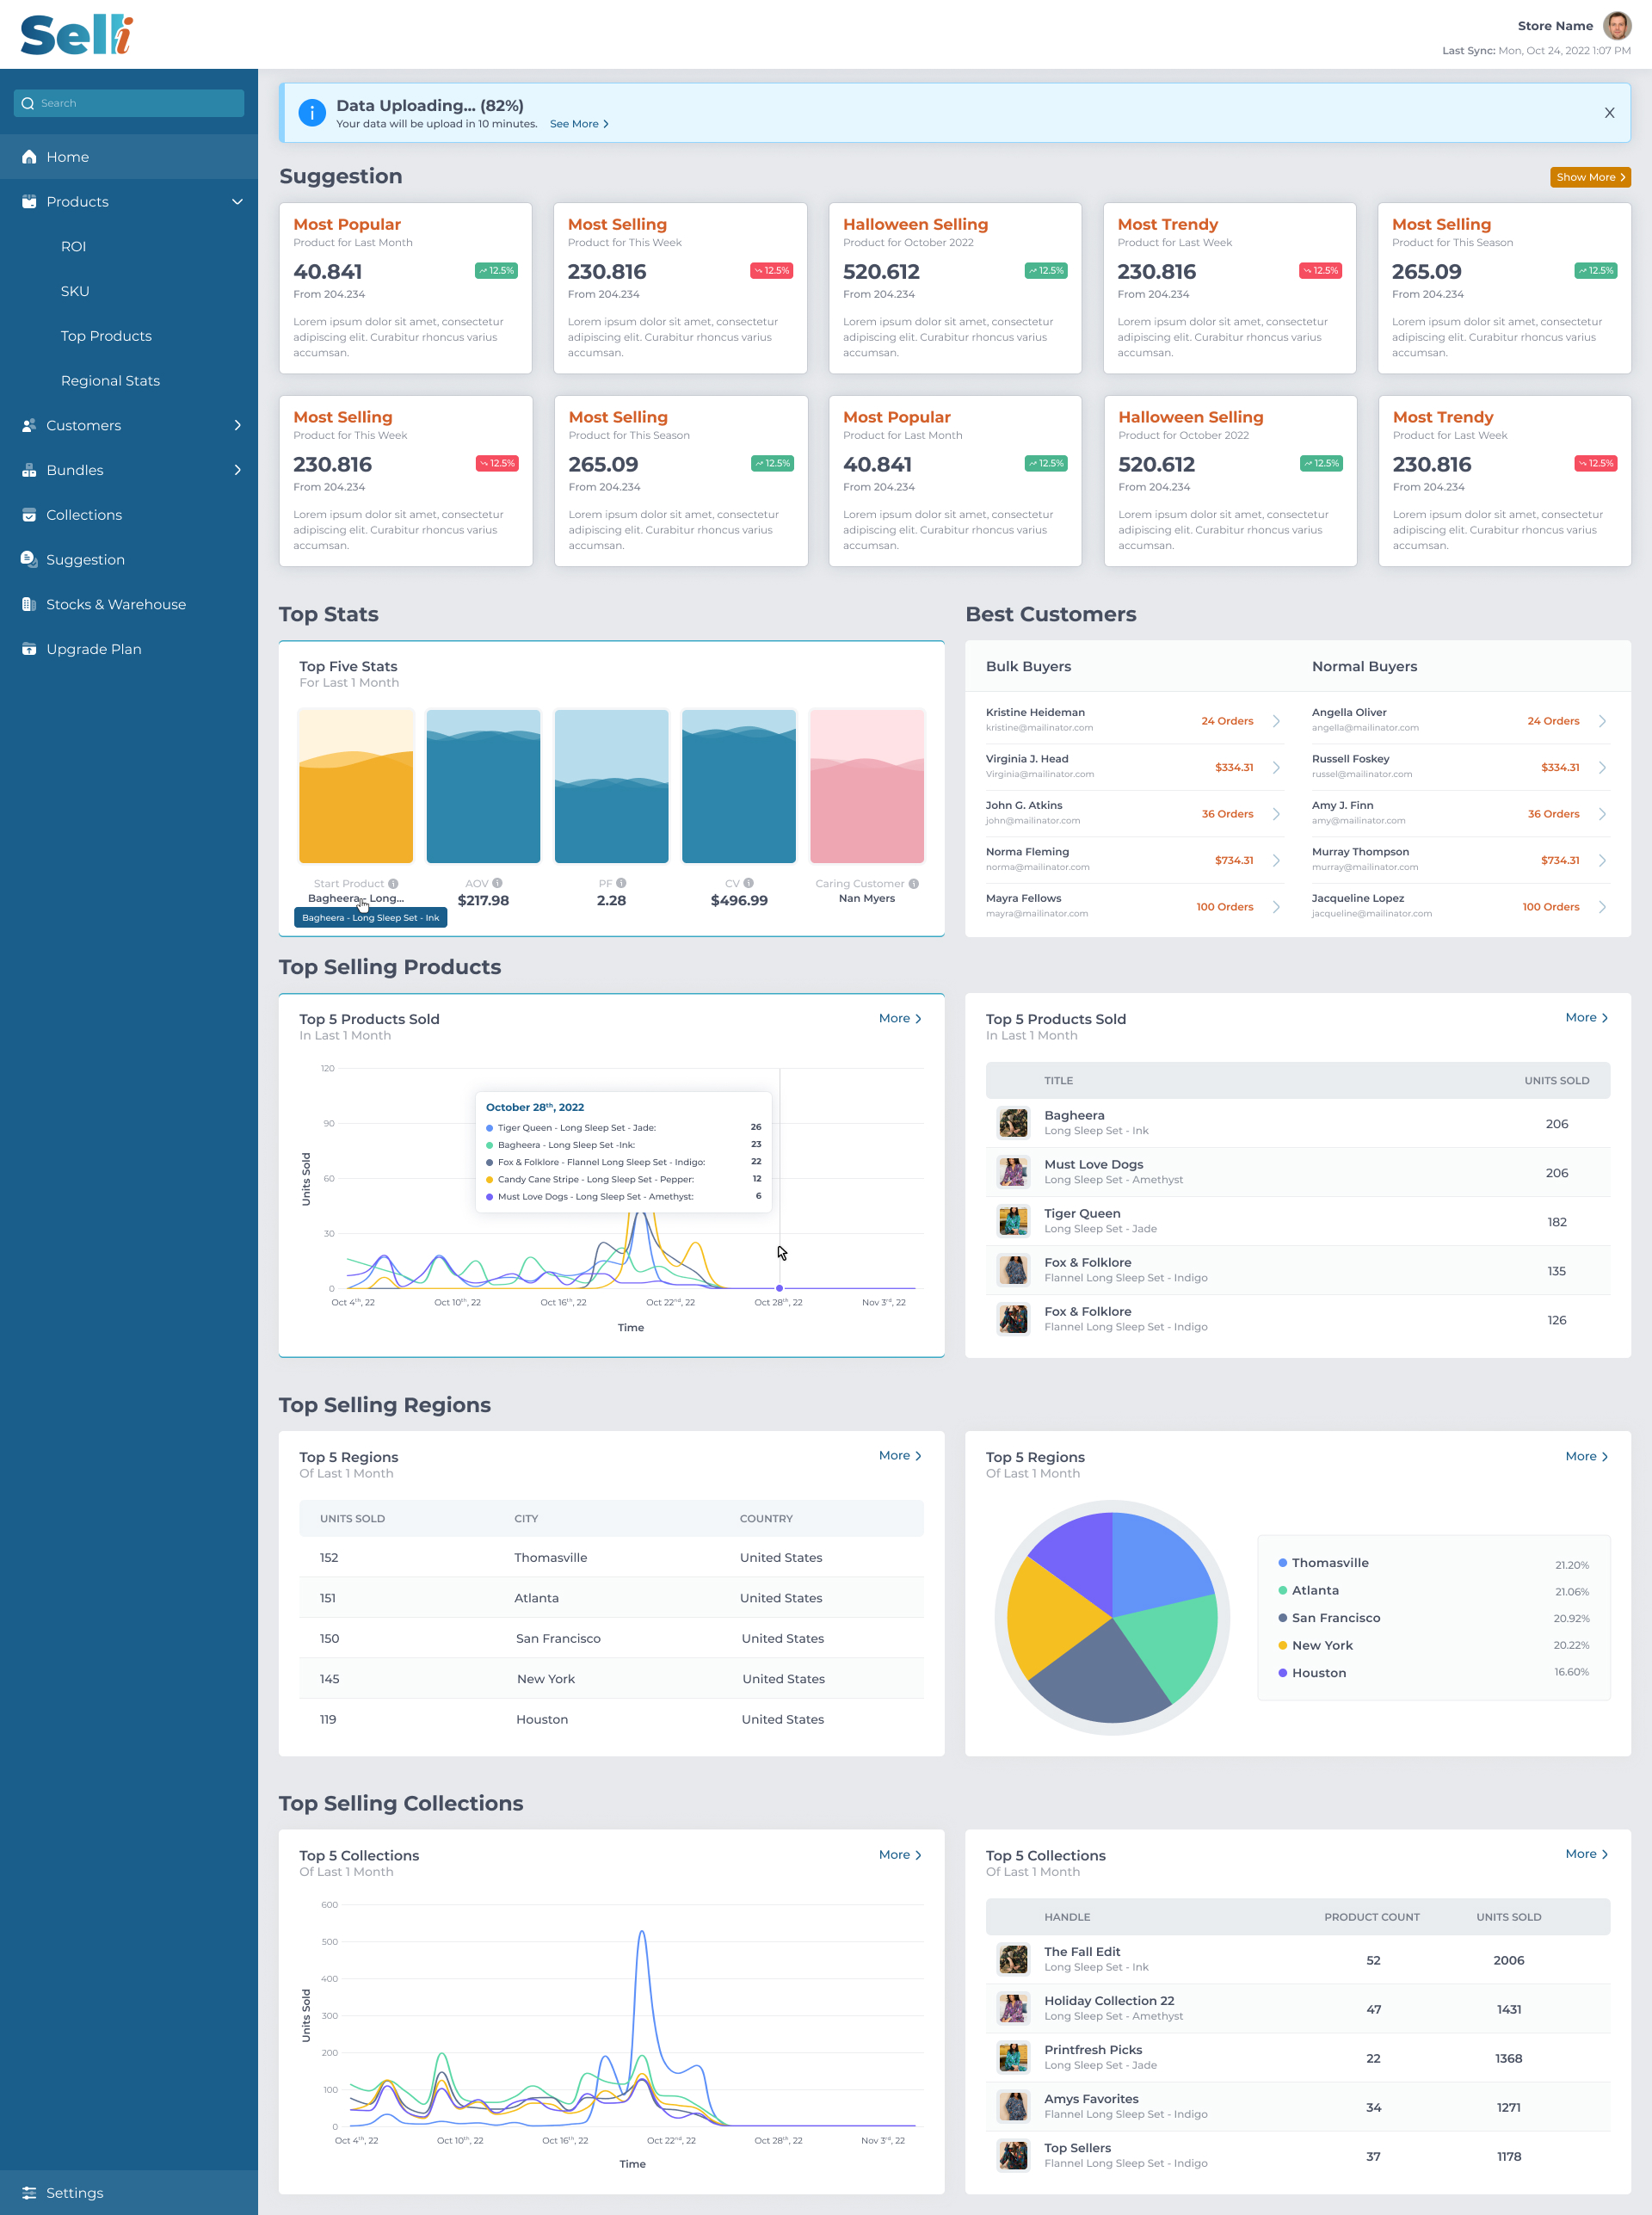 Selli
Store Name
Last Sync: Mon, Oct 24, 2022 1:07 PM
Search
Home
Products
ROI
SKU
Top Products
Regional Stats
Customers
Bundles
Collections
Suggestion
Stocks & Warehouse
Upgrade Plan
Settings
Data Uploading... (82%)
Your data will be upload in 10 minutes. See More
X
Suggestion
Show More
Most Popular
Product for Last Month
40.841
12.5%
From 204.234
Lorem ipsum dolor sit amet, consectetur
adipiscing elit. Curabitur rhoncus varius
accumsan.
Most Selling
Product for This Week
230.816
12.5%
From 204.234
Lorem ipsum dolor sit amet, consectetur
adipiscing elit. Curabitur rhoncus varius
accumsan.
Halloween Selling
Product for October 2022
520.612
12.5%
From 204.234
Lorem ipsum dolor sit amet, consectetur
adipiscing elit. Curabitur rhoncus varius
accumsan.
Most Trendy
Product for Last Week
230.816
12.5%
From 204.234
Lorem ipsum dolor sit amet, consectetur
adipiscing elit. Curabitur rhoncus varius
accumsan.
Most Selling
Product for This Season
265.09
12.5%
From 204.234
Lorem ipsum dolor sit amet, consectetur
adipiscing elit. Curabitur rhoncus varius
accumsan.
Most Selling
Product for This Week
230.816
12.5%
From 204.234
Lorem ipsum dolor sit amet, consectetur
adipiscing elit. Curabitur rhoncus varius
accumsan.
Most Selling
Product for This Season
265.09
12.5%
From 204.234
Lorem ipsum dolor sit amet, consectetur
adipiscing elit. Curabitur rhoncus varius
accumsan.
Most Popular
Product for Last Month
40.841
12.5%
From 204.234
Lorem ipsum dolor sit amet, consectetur
adipiscing elit. Curabitur rhoncus varius
accumsan.
Halloween Selling
Product for October 2022
520.612
12.5%
From 204.234
Lorem ipsum dolor sit amet, consectetur
adipiscing elit. Curabitur rhoncus varius
accumsan.
Most Trendy
Product for Last Week
230.816
12.5%
From 204.234
Lorem ipsum dolor sit amet, consectetur
adipiscing elit. Curabitur rhoncus varius
accumsan.
Top Stats
Top Five Stats
For Last 1 Month
Start Product
Bagheera - Long...
Bagheera - Long Sleep Set - Ink
AOV
$217.98
PF
2.28
CV
$496.99
Caring Customer
Nan Myers
Best Customers
Bulk Buyers
Kristine Heideman
kristine@mailinator.com
24 Orders
Virginia J. Head
Virginia@mailinator.com
$334.31
John G. Atkins
john@mailinator.com
36 Orders
Norma Fleming
norma@mailinator.com
$734.31
Mayra Fellows
mayra@mailinator.com
100 Orders
Normal Buyers
Angella Oliver
angella@mailinator.com
24 Orders
Russell Foskey
russel@mailinator.com
$334.31
Amy J. Finn
amy@mailinator.com
36 Orders
Murray Thompson
murray@mailinator.com
$734.31
Jacqueline Lopez
jacqueline@mailinator.com
100 Orders
Top Selling Products
Top 5 Products Sold
More
In Last 1 Month
Units Sold
120
90
60
30
0
October 28th, 2022
Tiger Queen - Long Sleep Set - Jade: 26
Bagheera - Long Sleep Set -Ink: 23
Fox & Folklore - Flannel Long Sleep Set - Indigo: 22
Candy Cane Stripe - Long Sleep Set - Pepper: 12
Must Love Dogs - Long Sleep Set - Amethyst: 6
Oct 4th, 22 Oct 10th, 22 Oct 16th, 22 Oct 22nd, 22 Oct 28th, 22 Nov 3rd, 22
Time
Top 5 Products Sold
More
In Last 1 Month
TITLE UNITS SOLD
Bagheera
Long Sleep Set - Ink
206
Must Love Dogs
Long Sleep Set - Amethyst
206
Tiger Queen
Long Sleep Set - Jade
182
Fox & Folklore
Flannel Long Sleep Set - Indigo
135
Fox & Folklore
Flannel Long Sleep Set - Indigo
126
Top Selling Regions
Top 5 Regions
More
Of Last 1 Month
UNITS SOLD CITY COUNTRY
152 Thomasville United States
151 Atlanta United States
150 San Francisco United States
145 New York United States
119 Houston United States
Top 5 Regions
More
Of Last 1 Month
Thomasville 21.20%
Atlanta 21.06%
San Francisco 20.92%
New York 20.22%
Houston 16.60%
Top Selling Collections
Top 5 Collections
More
Of Last 1 Month
Units Sold
600
500
400
300
200
100
0
Oct 4th, 22 Oct 10th, 22 Oct 16th, 22 Oct 22nd, 22 Oct 28th, 22 Nov 3rd, 22
Time
Top 5 Collections
More
Of Last 1 Month
HANDLE PRODUCT COUNT UNITS SOLD
The Fall Edit
Long Sleep Set - Ink
52 2006
Holiday Collection 22
Long Sleep Set - Amethyst
47 1431
Printfresh Picks
Long Sleep Set - Jade
22 1368
Amys Favorites
Flannel Long Sleep Set - Indigo
34 1271
Top Sellers
Flannel Long Sleep Set - Indigo
37 1178